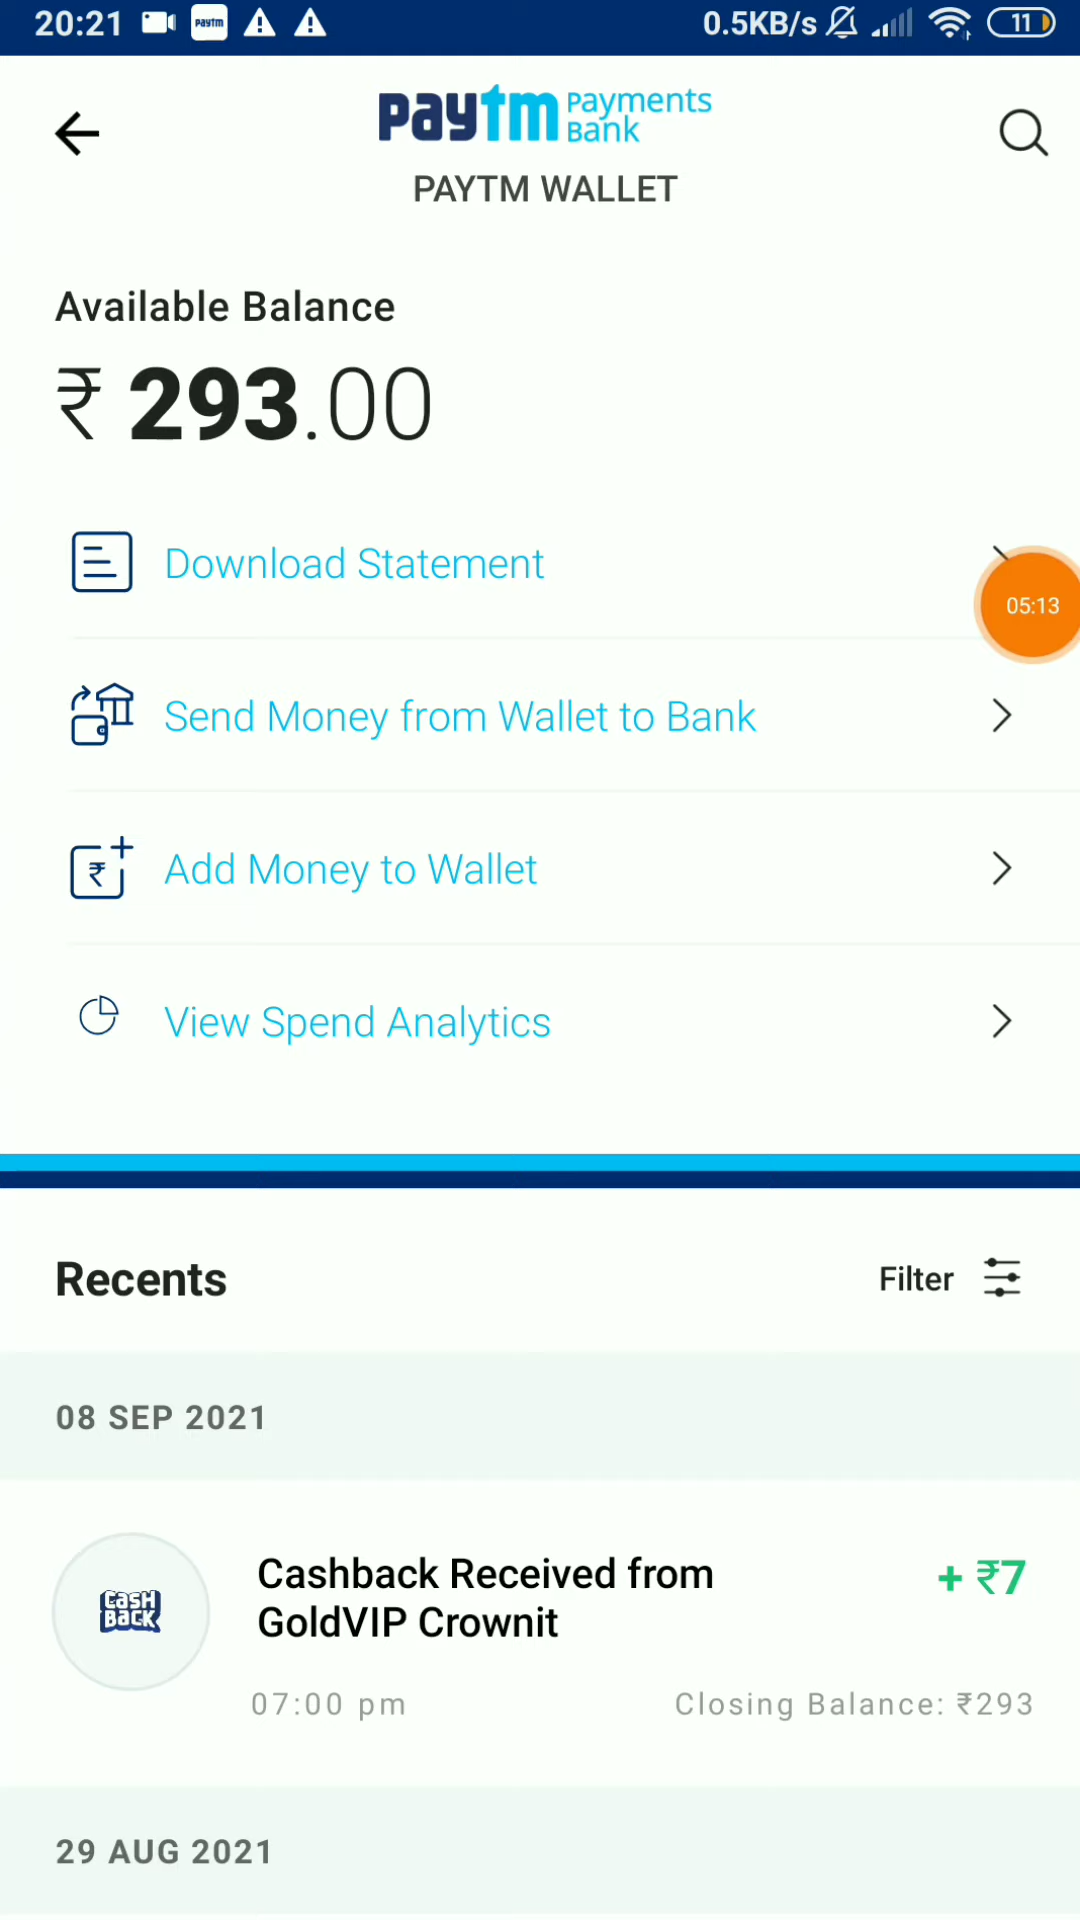 20:21 paytm 0.5KB/s 11
paytm Payments Bank
PAYTM WALLET
Available Balance
₹ 293.00
Download Statement
05:13
Send Money from Wallet to Bank
₹ Add Money to Wallet
View Spend Analytics
Recents Filter
08 SEP 2021
CASH BACK
Cashback Received from + ₹7
GoldVIP Crownit
07:00 pm Closing Balance: ₹293
29 AUG 2021